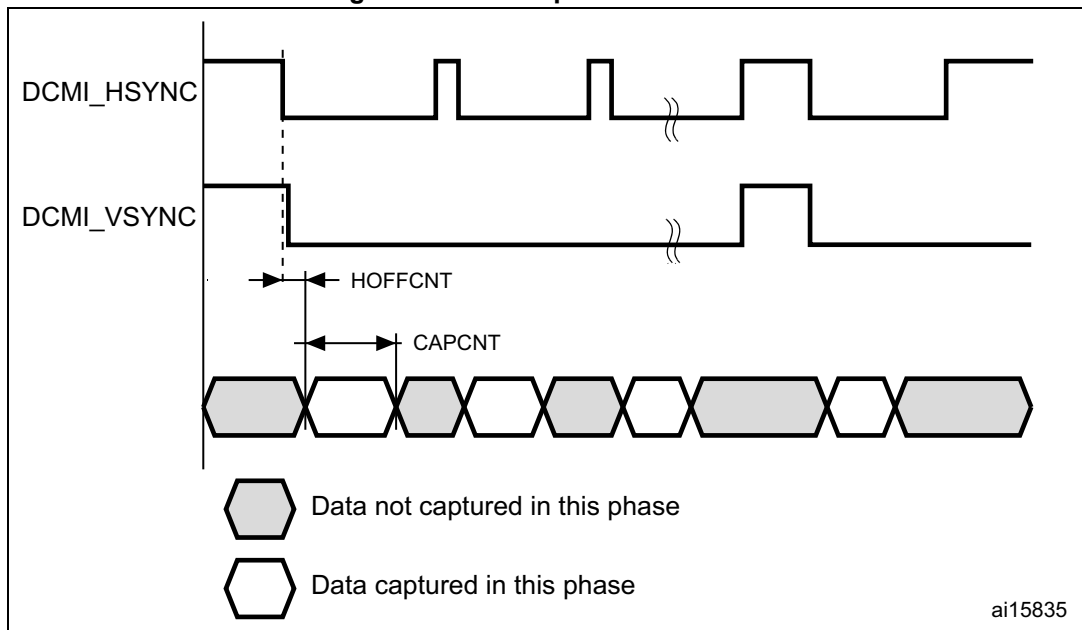 DCMI_HSYNC
DCMI_VSYNC
HOFFCNT
CAPCNT
Data not captured in this phase
Data captured in this phase
ai15835